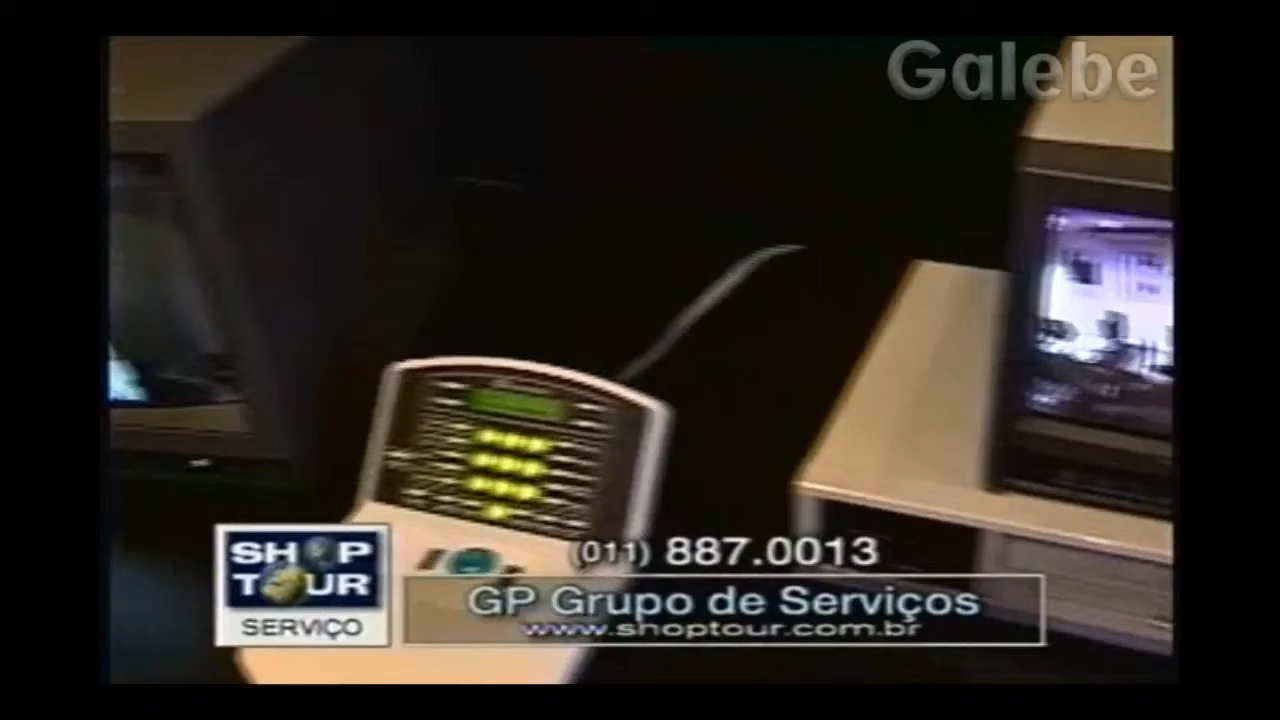 Galebe
SHOP
TOUR
SERVIÇO
(011) 887.0013
GP Grupo de Serviços
www.shoptour.com.br